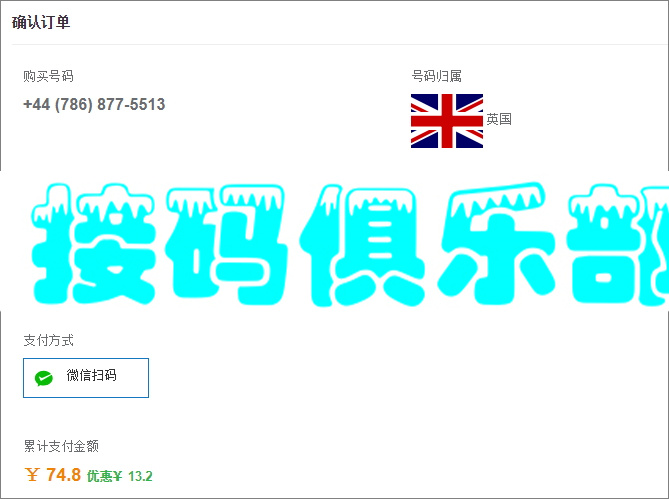 确认订单
购买号码
号码归属
+44 (786) 877-5513
英国
接码俱乐部
支付方式
微信扫码
累计支付金额
¥ 74.8 优惠¥ 13.2